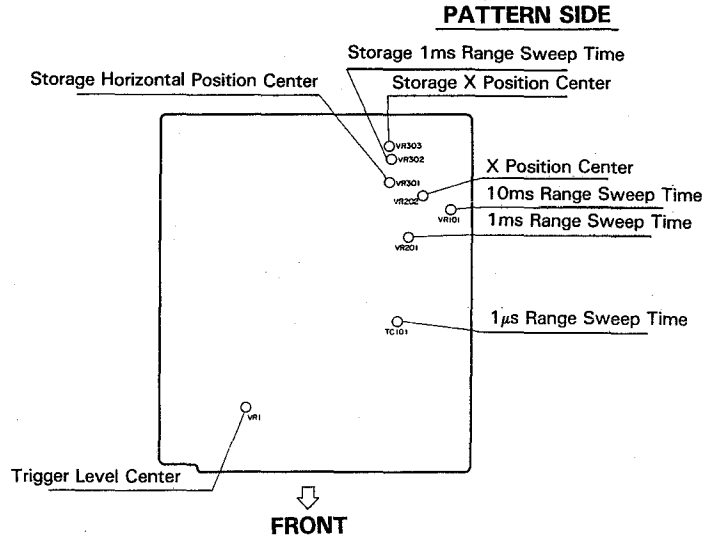 PATTERN SIDE
Storage 1ms Range Sweep Time
Storage Horizontal Position Center
Storage X Position Center
VR303
VR302
X Position Center
VR301
VR202
10ms Range Sweep Time
VR101
1ms Range Sweep Time
VR201
1μs Range Sweep Time
TC101
VR1
Trigger Level Center
FRONT